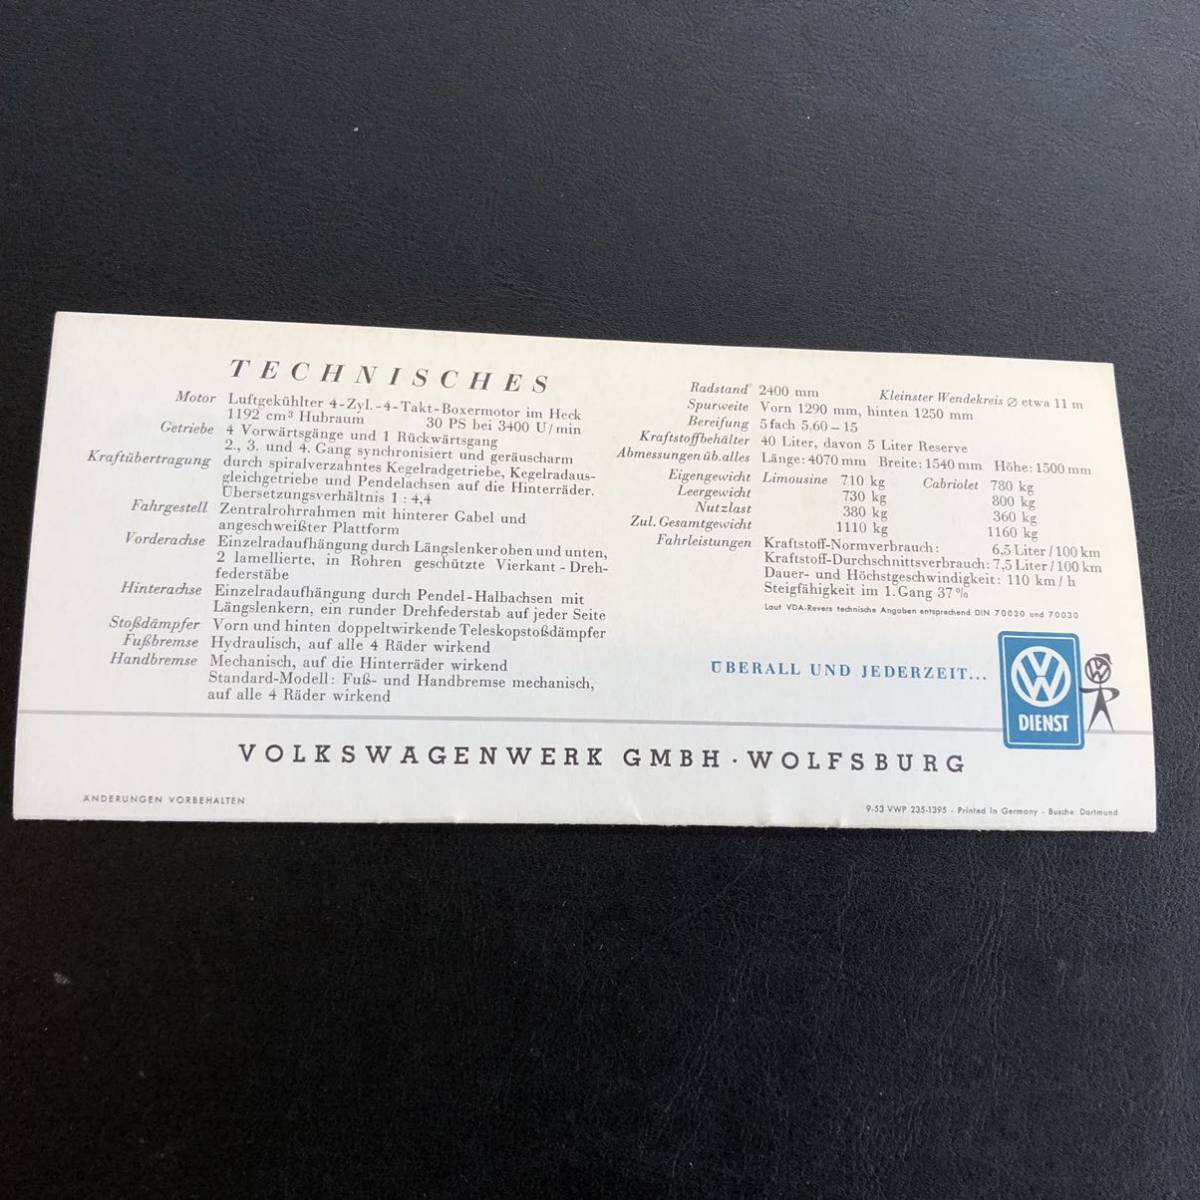 TECHNISCHES
Motor Luftgekühlter 4-Zyl.-4-Takt-Boxermotor im Heck
1192 cm³ Hubraum 30 PS bei 3400 U/min
Getriebe 4 Vorwärtsgänge und 1 Rückwärtsgang
2., 3. und 4. Gang synchronisiert und geräuscharm
Kraftübertragung durch spiralverzahntes Kegelradgetriebe, Kegelradaus-
gleichgetriebe und Pendelachsen auf die Hinterräder.
Übersetzungsverhältnis 1 : 4,4
Fahrgestell Zentralrohrrahmen mit hinterer Gabel und
angeschweißter Plattform
Vorderachse Einzelradaufhängung durch Längslenker oben und unten,
2 lamellierte, in Rohren geschützte Vierkant-Dreh-
federstäbe
Hinterachse Einzelradaufhängung durch Pendel-Halbachsen mit
Längslenkern, ein runder Drehfederstab auf jeder Seite
Stoßdämpfer Vorn und hinten doppeltwirkende Teleskopstoßdämpfer
Fußbremse Hydraulisch, auf alle 4 Räder wirkend
Handbremse Mechanisch, auf die Hinterräder wirkend
Standard-Modell: Fuß- und Handbremse mechanisch,
auf alle 4 Räder wirkend
Radstand 2400 mm Kleinster Wendekreis ∅ etwa 11 m
Spurweite Vorn 1290 mm, hinten 1250 mm
Bereifung 5 fach 5,60-15
Kraftstoffbehälter 40 Liter, davon 5 Liter Reserve
Abmessungen üb. alles Länge: 4070 mm Breite: 1540 mm Höhe: 1500 mm
Eigengewicht Limousine 710 kg Cabriolet 780 kg
Leergewicht 730 kg 800 kg
Nutzlast 380 kg 360 kg
Zul. Gesamtgewicht 1110 kg 1160 kg
Fahrleistungen Kraftstoff-Normverbrauch: 6.5 Liter / 100 km
Kraftstoff-Durchschnittsverbrauch: 7,5 Liter / 100 km
Dauer- und Höchstgeschwindigkeit: 110 km / h
Steigfähigkeit im 1. Gang 37 %
Laut VDA-Revers technische Angaben entsprechend DIN 70020 und 70030
ÜBERALL UND JEDERZEIT...
VW
DIENST
VW
VOLKSWAGENWERK GMBH · WOLFSBURG
ÄNDERUNGEN VORBEHALTEN
9-53 VWP 235-1395 - Printed in Germany - Busche, Dortmund